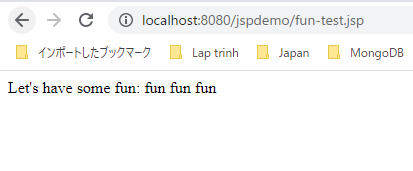 localhost:8080/jspdemo/fun-test.jsp
インポートしたブックマーク Lap trinh Japan MongoDB
Let's have some fun: fun fun fun